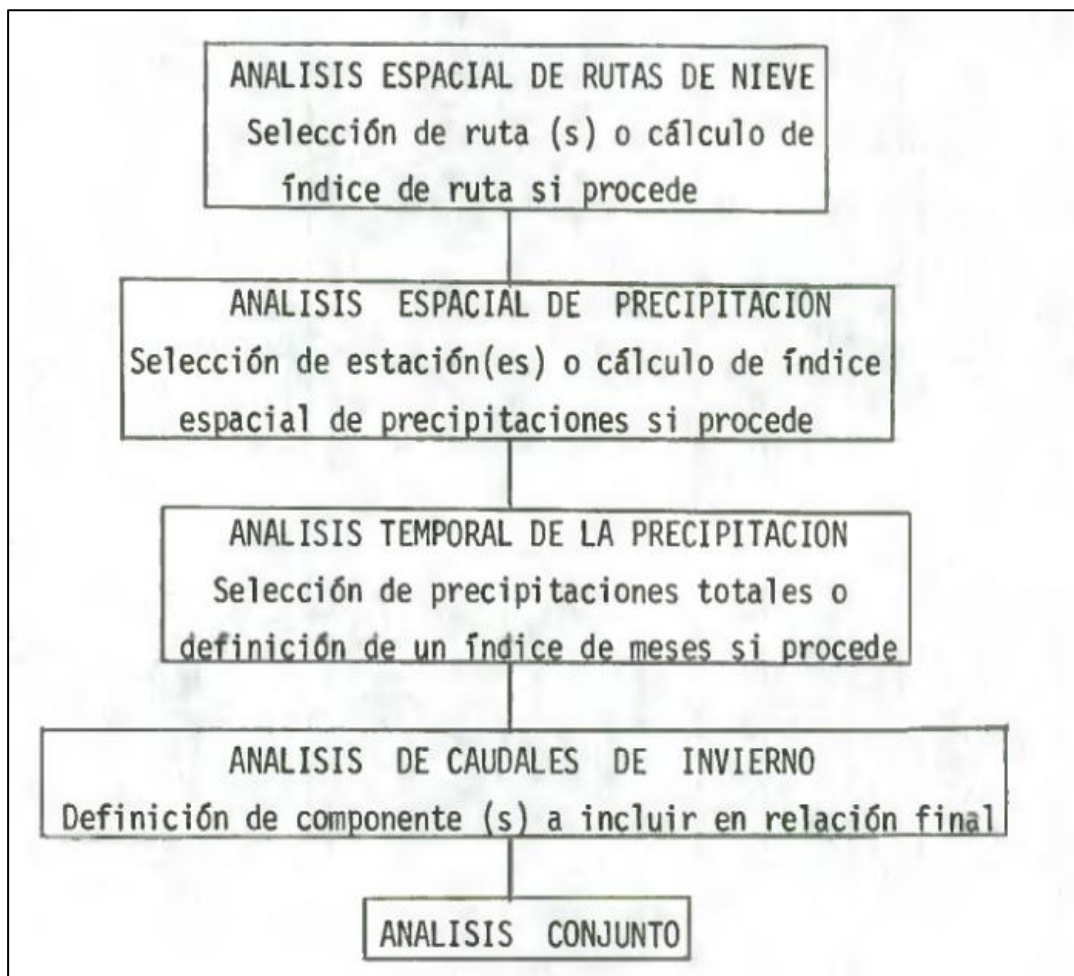 ANALISIS ESPACIAL DE RUTAS DE NIEVE
Selección de ruta (s) o cálculo de
índice de ruta si procede
ANALISIS ESPACIAL DE PRECIPITACION
Selección de estación(es) o cálculo de índice
espacial de precipitaciones si procede
ANALISIS TEMPORAL DE LA PRECIPITACION
Selección de precipitaciones totales o
definición de un índice de meses si procede
ANALISIS DE CAUDALES DE INVIERNO
Definición de componente (s) a incluir en relación final
ANALISIS CONJUNTO